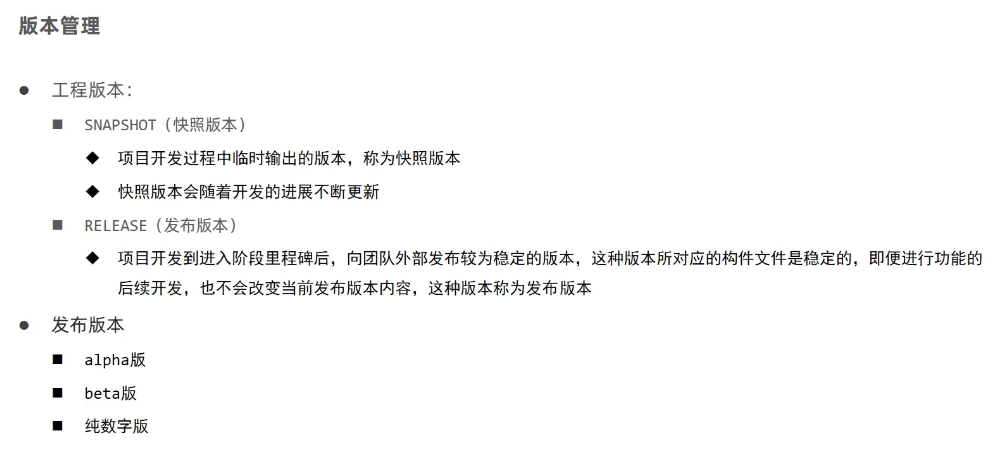 版本管理
● 工程版本：
■ SNAPSHOT（快照版本）
◆ 项目开发过程中临时输出的版本，称为快照版本
◆ 快照版本会随着开发的进展不断更新
■ RELEASE（发布版本）
◆ 项目开发到进入阶段里程碑后，向团队外部发布较为稳定的版本，这种版本所对应的构件文件是稳定的，即便进行功能的
后续开发，也不会改变当前发布版本内容，这种版本称为发布版本
● 发布版本
■ alpha版
■ beta版
■ 纯数字版